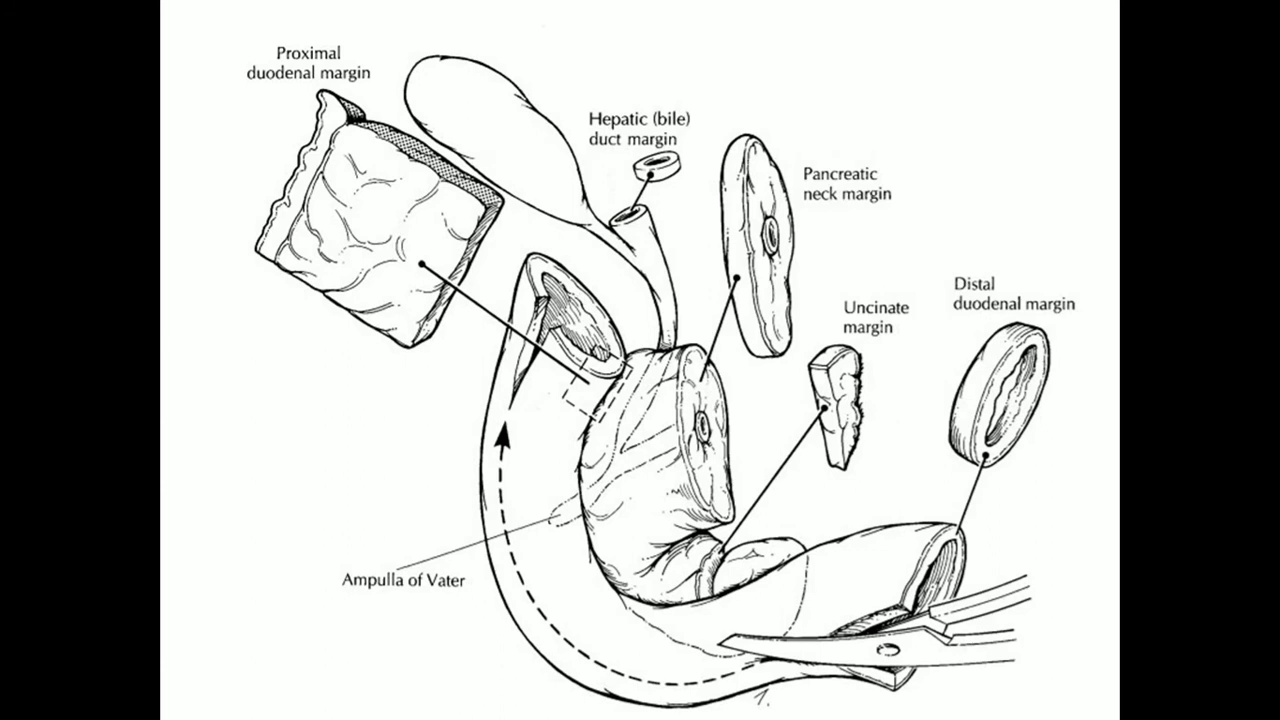 Proximal
duodenal margin
Hepatic (bile)
duct margin
Pancreatic
neck margin
Uncinate
margin
Distal
duodenal margin
Ampulla of Vater